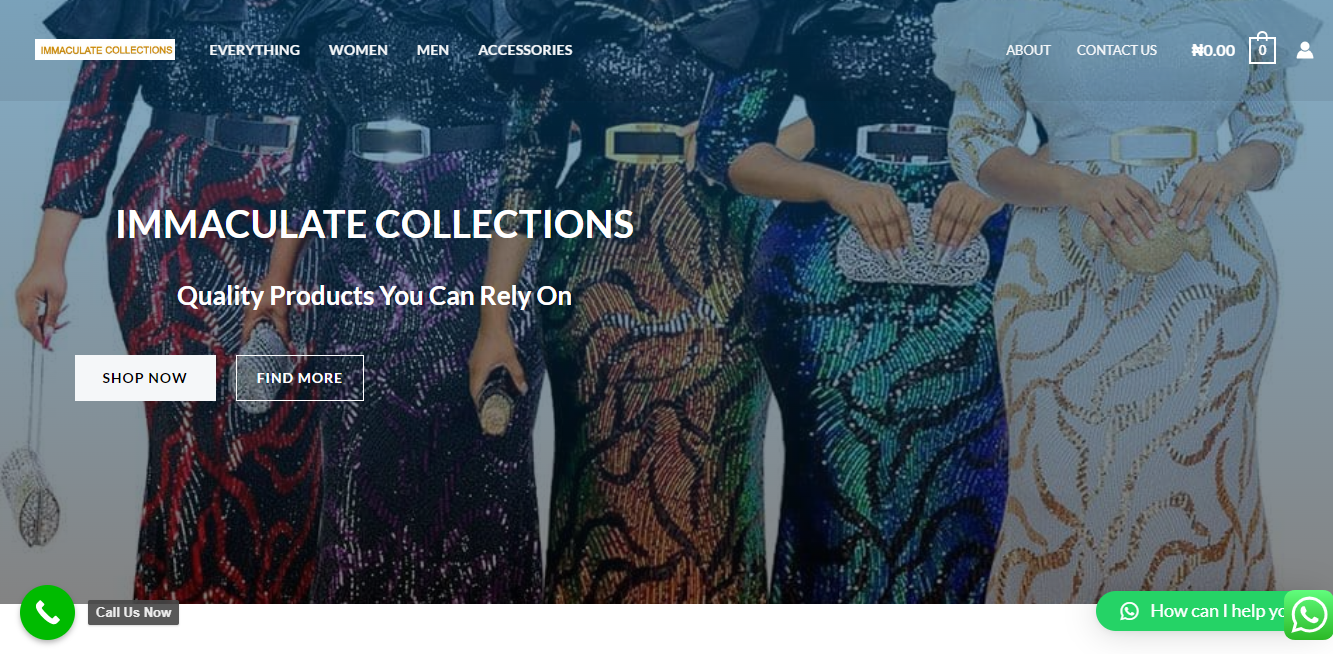 IMMACULATE COLLECTIONS
EVERYTHING
WOMEN
MEN
ACCESSORIES
ABOUT
CONTACT US
₦0.00
0
IMMACULATE COLLECTIONS
Quality Products You Can Rely On
SHOP NOW
FIND MORE
Call Us Now
How can I help yo